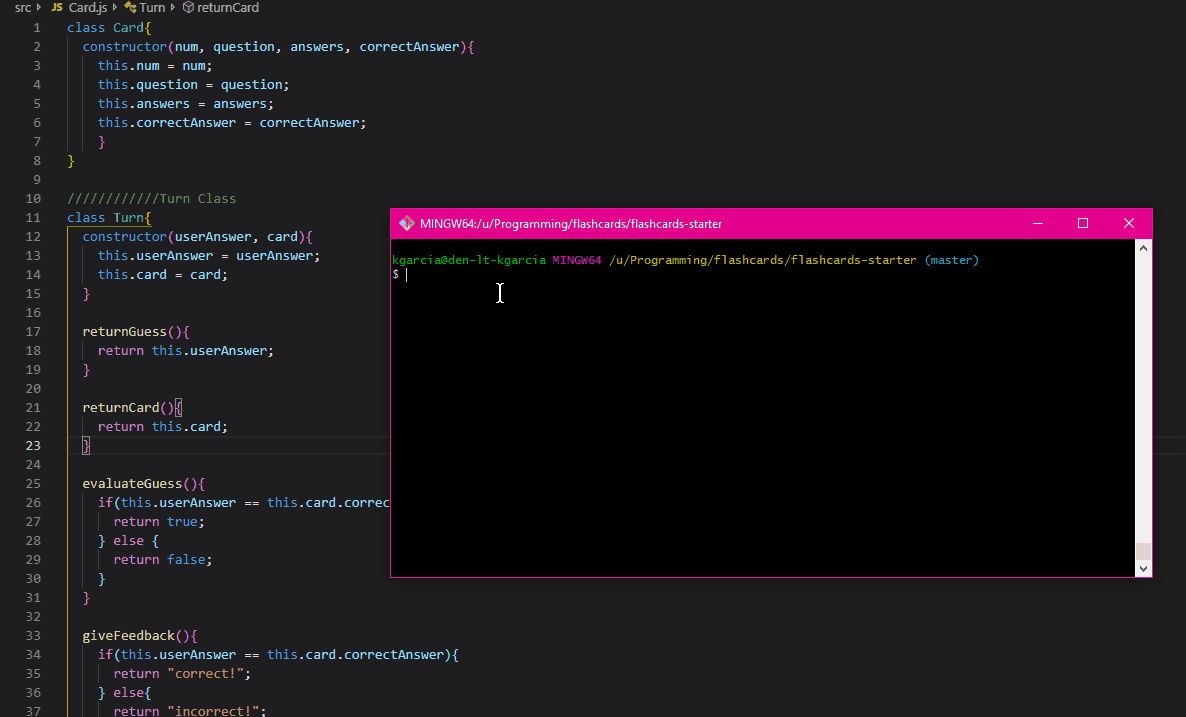 src › JS Card.js › Turn › returnCard
1 class Card{
2 constructor(num, question, answers, correctAnswer){
3 this.num = num;
4 this.question = question;
5 this.answers = answers;
6 this.correctAnswer = correctAnswer;
7 }
8 }
9
10 ////////////Turn Class
11 class Turn{
12 constructor(userAnswer, card){
13 this.userAnswer = userAnswer;
14 this.card = card;
15 }
16
17 returnGuess(){
18 return this.userAnswer;
19 }
20
21 returnCard(){
22 return this.card;
23 }
24
25 evaluateGuess(){
26 if(this.userAnswer == this.card.correc
27 return true;
28 } else {
29 return false;
30 }
31 }
32
33 giveFeedback(){
34 if(this.userAnswer == this.card.correctAnswer){
35 return "correct!";
36 } else{
37 return "incorrect!";
MINGW64:/u/Programming/flashcards/flashcards-starter
kgarcia@den-lt-kgarcia MINGW64 /u/Programming/flashcards/flashcards-starter (master)
$